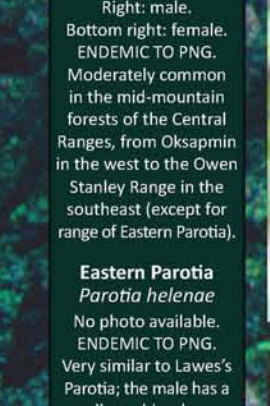 Right: male.
Bottom right: female.
ENDEMIC TO PNG.
Moderately common
in the mid-mountain
forests of the Central
Ranges, from Oksapmin
in the west to the Owen
Stanley Range in the
southeast (except for
range of Eastern Parotia).
Eastern Parotia
Parotia helenae
No photo available.
ENDEMIC TO PNG.
Very similar to Lawes's
Parotia; the male has a